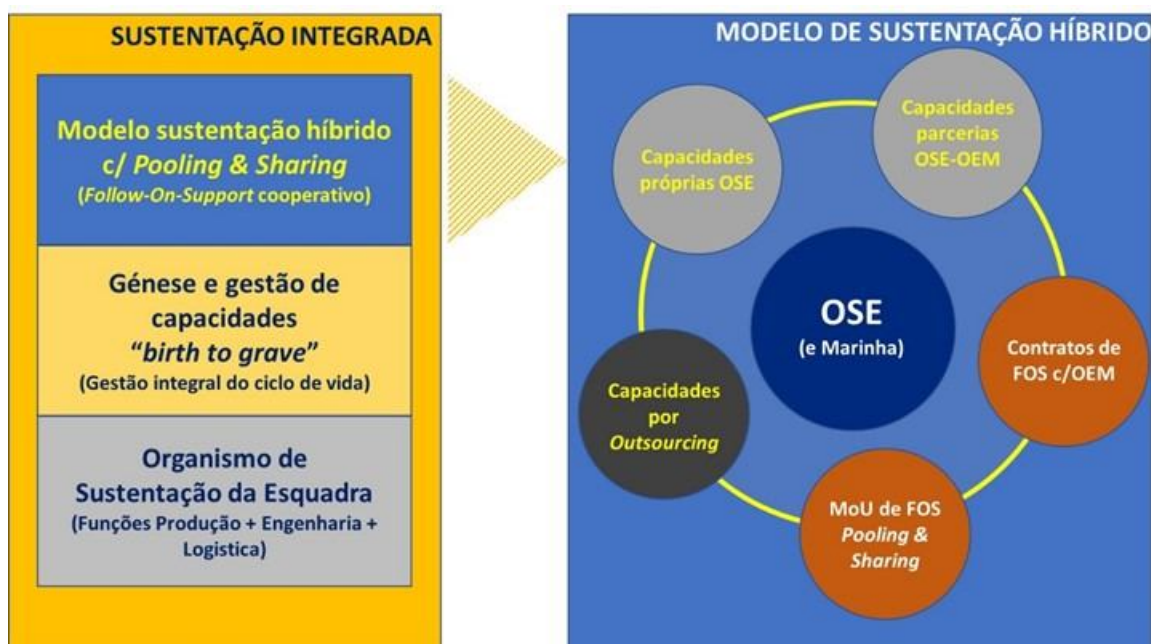 SUSTENTAÇÃO INTEGRADA
Modelo sustentação híbrido
c/ Pooling & Sharing
(Follow-On-Support cooperativo)
Génese e gestão de
capacidades
“birth to grave”
(Gestão integral do ciclo de vida)
Organismo de
Sustentação da Esquadra
(Funções Produção + Engenharia +
Logistica)
MODELO DE SUSTENTAÇÃO HÍBRIDO
Capacidades
próprias OSE
Capacidades
parcerias
OSE-OEM
OSE
(e Marinha)
Contratos de
FOS c/OEM
Capacidades
por
Outsourcing
MoU de FOS
Pooling &
Sharing